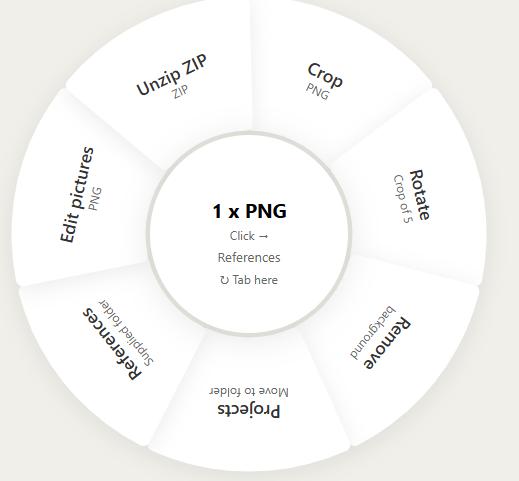 Unzip ZIP
ZIP
Crop
PNG
Rotate
Crop of 5
Remove
background
Projects
Move to folder
References
Supplied folder
Edit pictures
PNG
1 x PNG
Click →
References
↻ Tab here